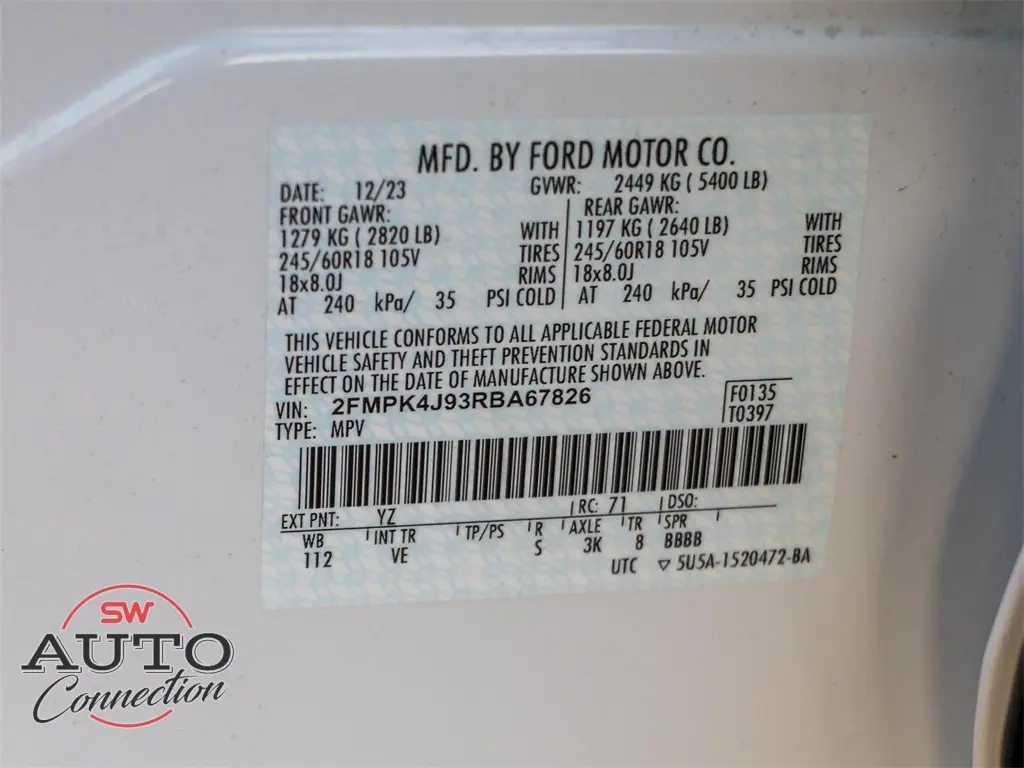 MFD. BY FORD MOTOR CO.
DATE: 12/23 GVWR: 2449 KG ( 5400 LB)
FRONT GAWR: REAR GAWR:
1279 KG ( 2820 LB) WITH 1197 KG ( 2640 LB) WITH
245/60R18 105V TIRES 245/60R18 105V TIRES
18x8.0J RIMS 18x8.0J RIMS
AT 240 kPa/ 35 PSI COLD AT 240 kPa/ 35 PSI COLD
THIS VEHICLE CONFORMS TO ALL APPLICABLE FEDERAL MOTOR
VEHICLE SAFETY AND THEFT PREVENTION STANDARDS IN
EFFECT ON THE DATE OF MANUFACTURE SHOWN ABOVE.
VIN: 2FMPK4J93RBA67826 F0135
TYPE: MPV T0397
EXT PNT: YZ RC: 71 DSO:
WB INT TR TP/PS R AXLE TR SPR
112 VE S 3K 8 BBBB
UTC ▽ 5U5A-1520472-BA
SW
AUTO
Connection